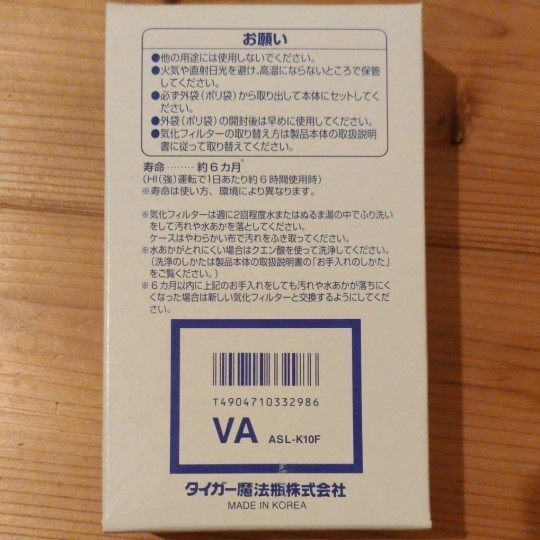 お願い
●他の用途には使用しないでください。
●火気や直射日光を避け、高温にならないところで保管
してください。
●必ず外袋（ポリ袋）から取り出して本体にセットしてく
ださい。
●外袋（ポリ袋）の開封後は早めに使用してください。
●気化フィルターの取り替え方は製品本体の取扱説明
書に従って取り替えてください。
寿命………約６カ月※
（HI（強）運転で1日あたり約６時間使用時）
※寿命は使い方、環境により異なります。
※気化フィルターは週に2回程度水またはぬるま湯の中でふり洗い
をして汚れや水あかを落としてください。
ケースはやわらかい布で汚れをふき取ってください。
※水あかがとれにくい場合はクエン酸を使って洗浄してください。
（洗浄のしかたは製品本体の取扱説明書の「お手入れのしかた」
をご覧ください。）
※６カ月以内に上記のお手入れをしても汚れや水あかが落ちにく
くなった場合は新しい気化フィルターと交換するようにしてくだ
さい。
T4904710332986
VA ASL-K10F
タイガー魔法瓶株式会社
MADE IN KOREA